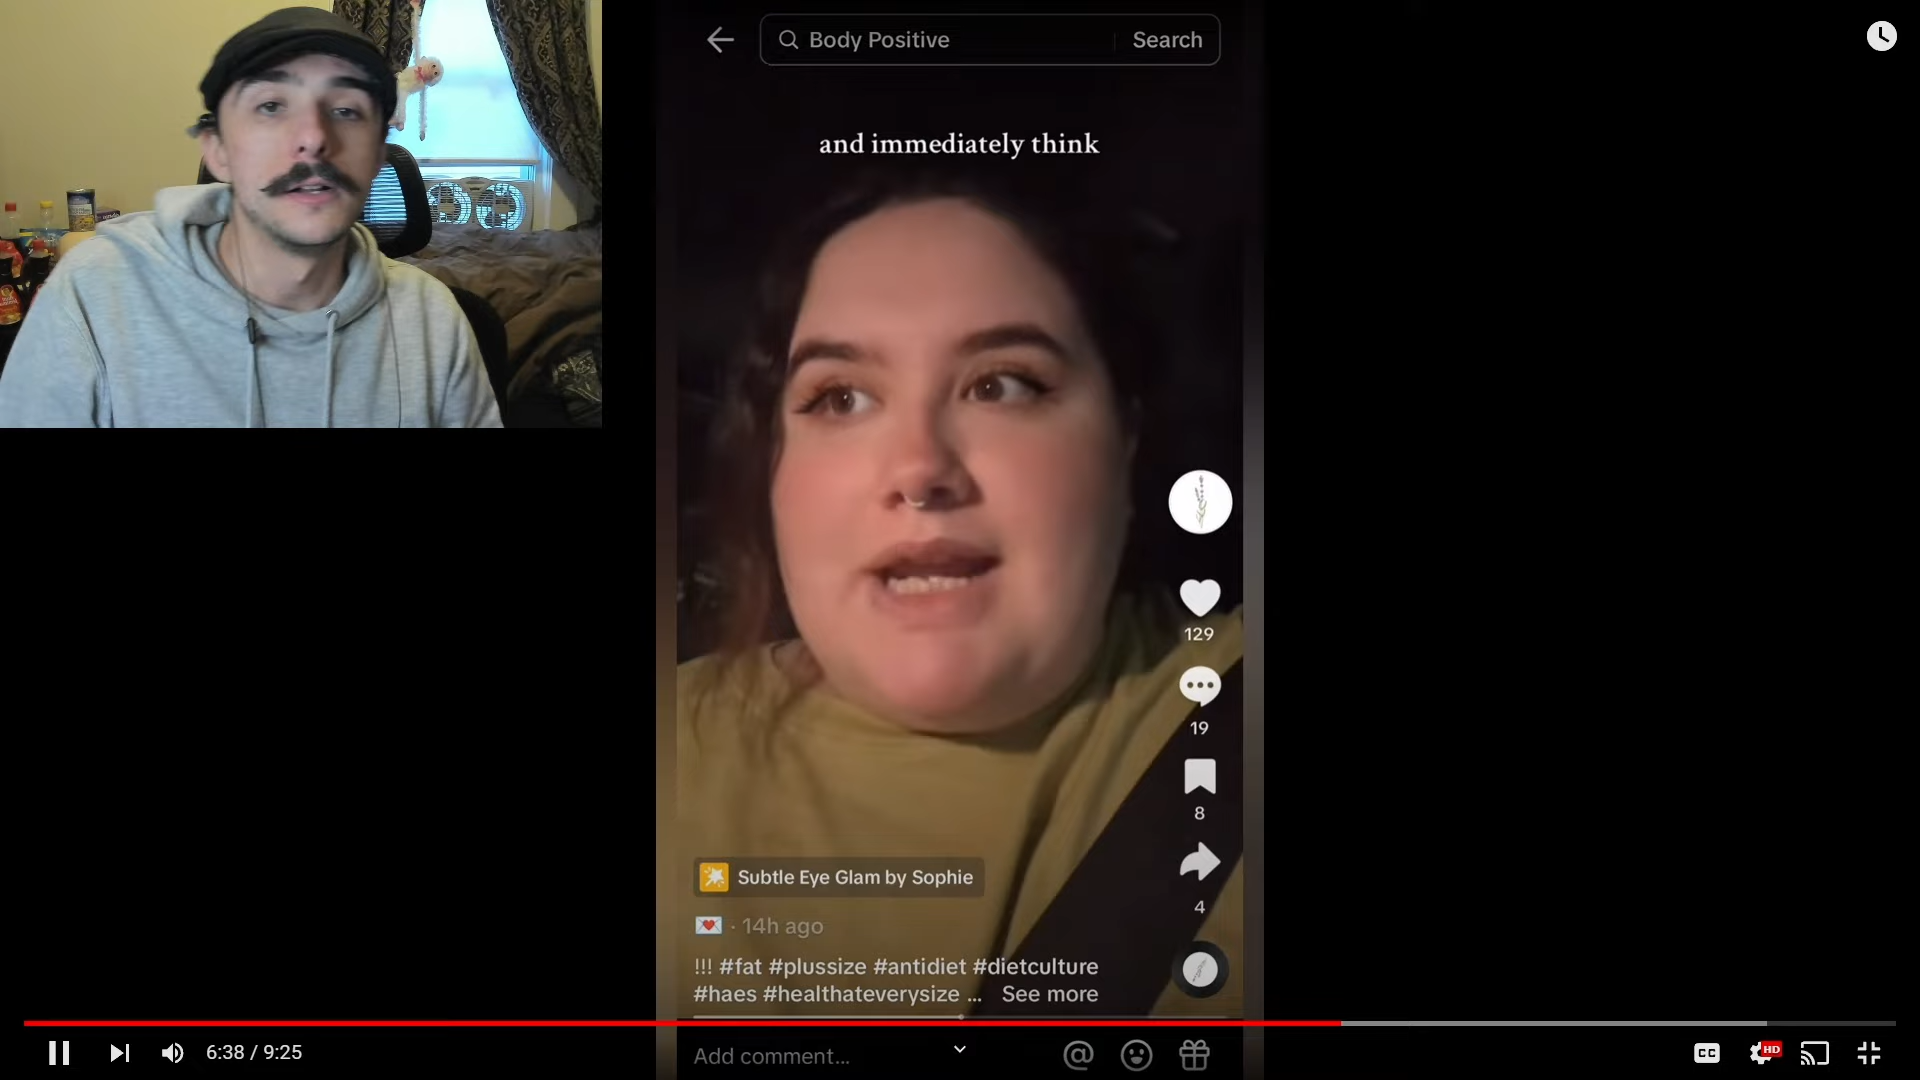 Body Positive
Search
and immediately think
129
19
8
Subtle Eye Glam by Sophie
4
· 14h ago
!!! #fat #plussize #antidiet #dietculture
#haes #healthateverysize ... See more
6:38 / 9:25
Add comment...
CC
HD